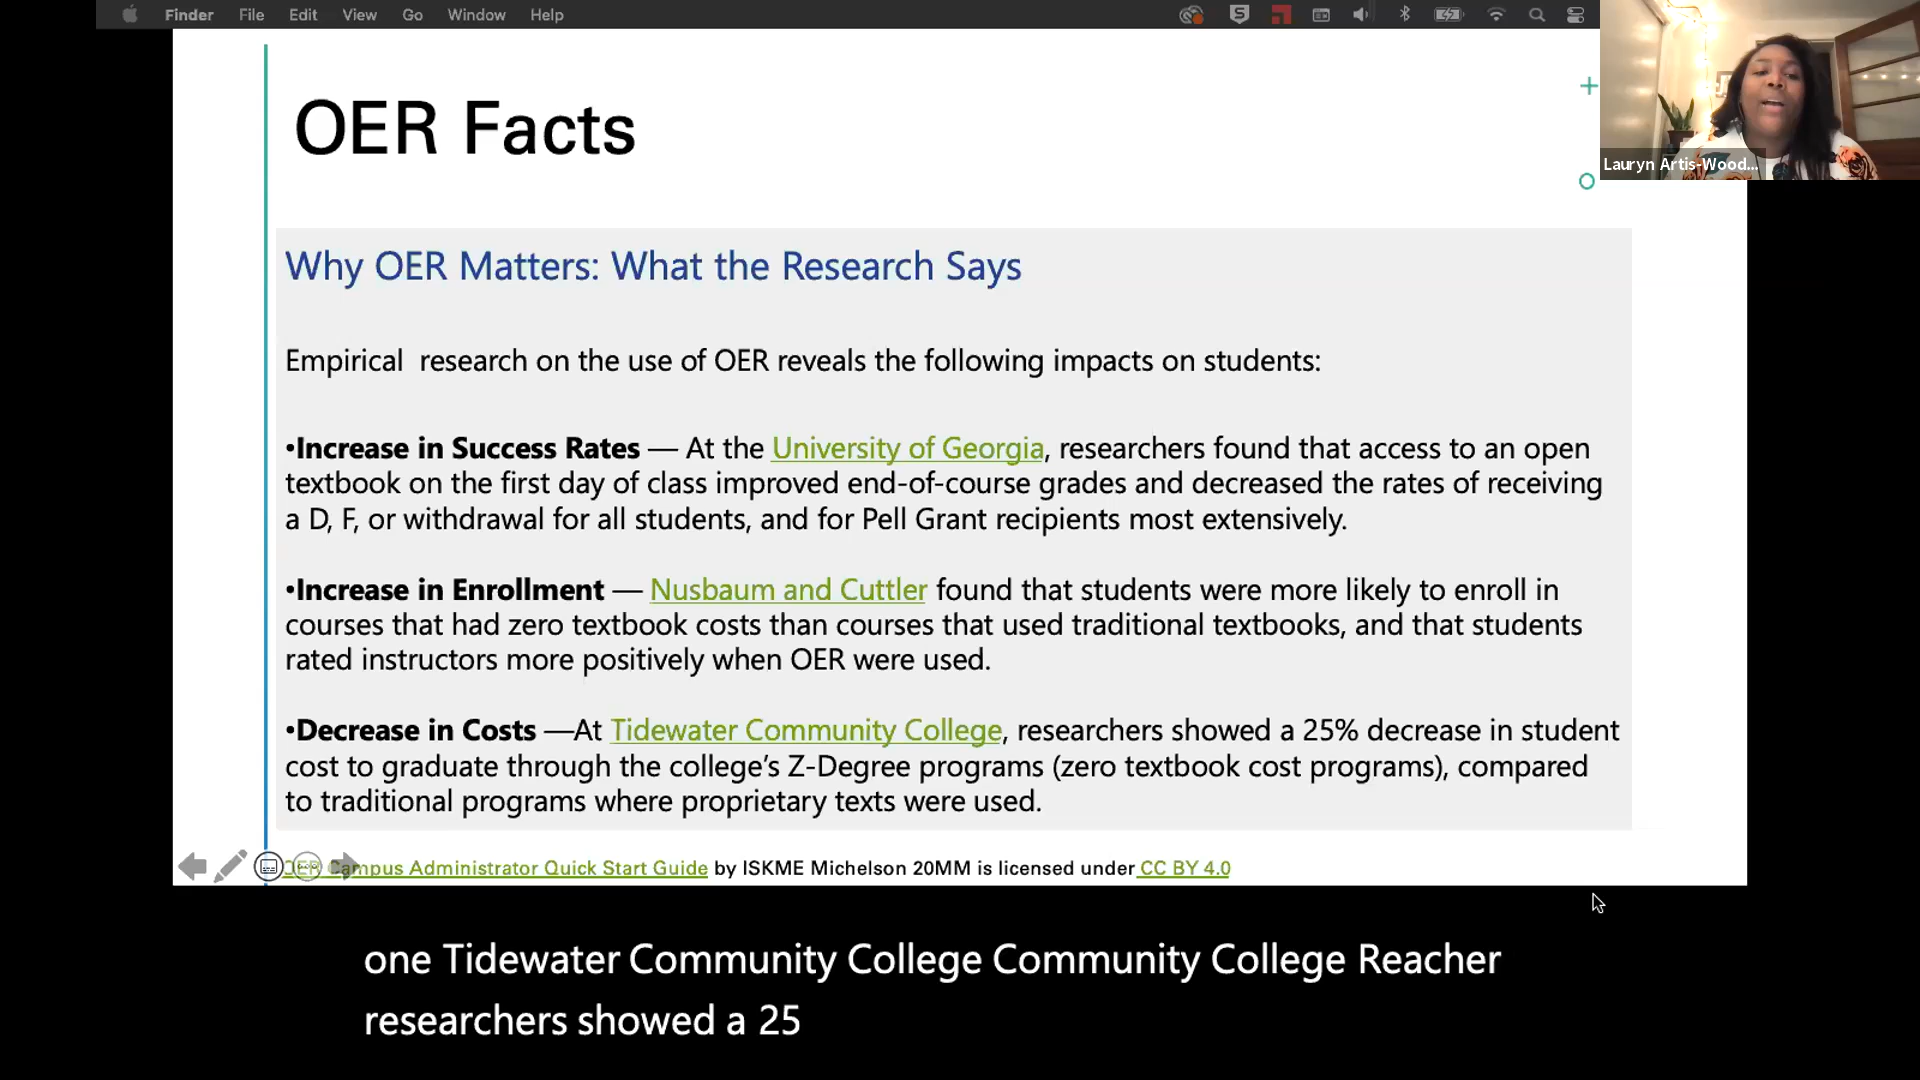 Finder File Edit View Go Window Help
Lauryn Artis-Wood...
OER Facts
Why OER Matters: What the Research Says
Empirical research on the use of OER reveals the following impacts on students:
•Increase in Success Rates — At the University of Georgia, researchers found that access to an open
textbook on the first day of class improved end-of-course grades and decreased the rates of receiving
a D, F, or withdrawal for all students, and for Pell Grant recipients most extensively.
•Increase in Enrollment — Nusbaum and Cuttler found that students were more likely to enroll in
courses that had zero textbook costs than courses that used traditional textbooks, and that students
rated instructors more positively when OER were used.
•Decrease in Costs —At Tidewater Community College, researchers showed a 25% decrease in student
cost to graduate through the college's Z-Degree programs (zero textbook cost programs), compared
to traditional programs where proprietary texts were used.
OER Campus Administrator Quick Start Guide by ISKME Michelson 20MM is licensed under CC BY 4.0
one Tidewater Community College Community College Reacher
researchers showed a 25